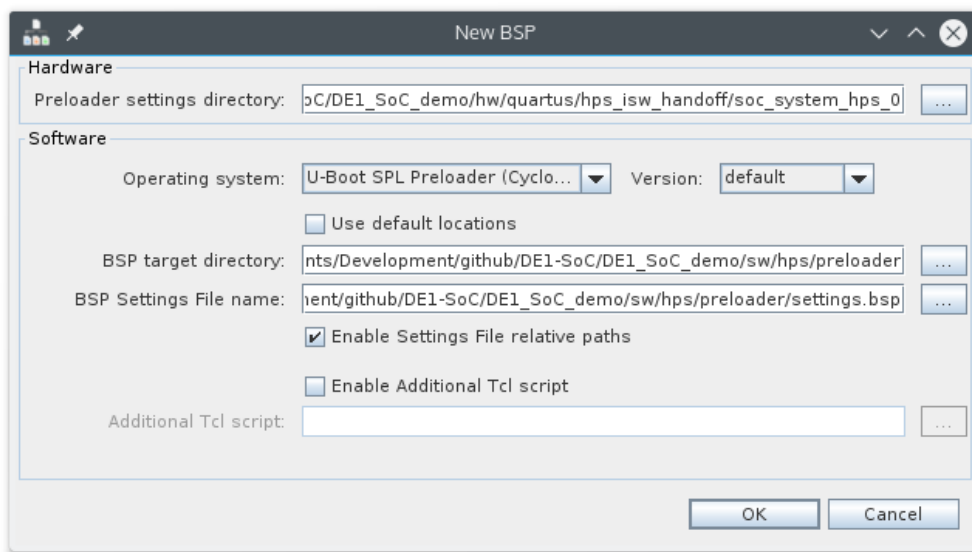 New BSP
Hardware
Preloader settings directory: oC/DE1_SoC_demo/hw/quartus/hps_isw_handoff/soc_system_hps_0 ...
Software
Operating system: U-Boot SPL Preloader (Cyclo... Version: default
Use default locations
BSP target directory: nts/Development/github/DE1-SoC/DE1_SoC_demo/sw/hps/preloader ...
BSP Settings File name: ent/github/DE1-SoC/DE1_SoC_demo/sw/hps/preloader/settings.bsp ...
Enable Settings File relative paths
Enable Additional Tcl script
Additional Tcl script: ...
OK Cancel